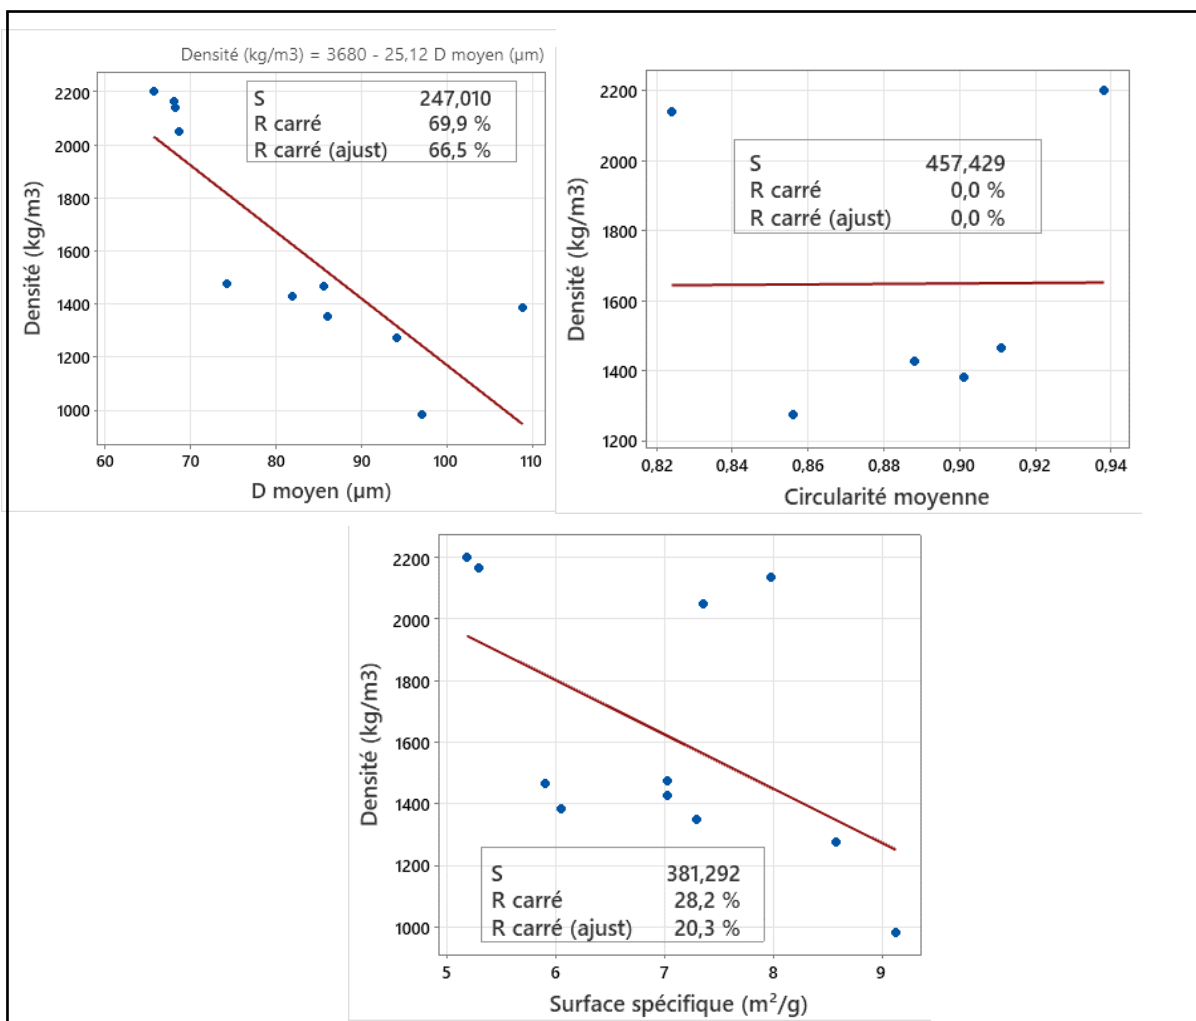 Densité (kg/m3) = 3680 - 25,12 D moyen (µm)
S 247,010
R carré 69,9 %
R carré (ajust) 66,5 %
2200
2000
1800
1600
1400
1200
1000
Densité (kg/m3)
60 70 80 90 100 110
D moyen (µm)
S 457,429
R carré 0,0 %
R carré (ajust) 0,0 %
2200
2000
1800
1600
1400
1200
Densité (kg/m3)
0,82 0,84 0,86 0,88 0,90 0,92 0,94
Circularité moyenne
2200
2000
1800
1600
1400
1200
1000
Densité (kg/m3)
S 381,292
R carré 28,2 %
R carré (ajust) 20,3 %
5 6 7 8 9
Surface spécifique (m²/g)